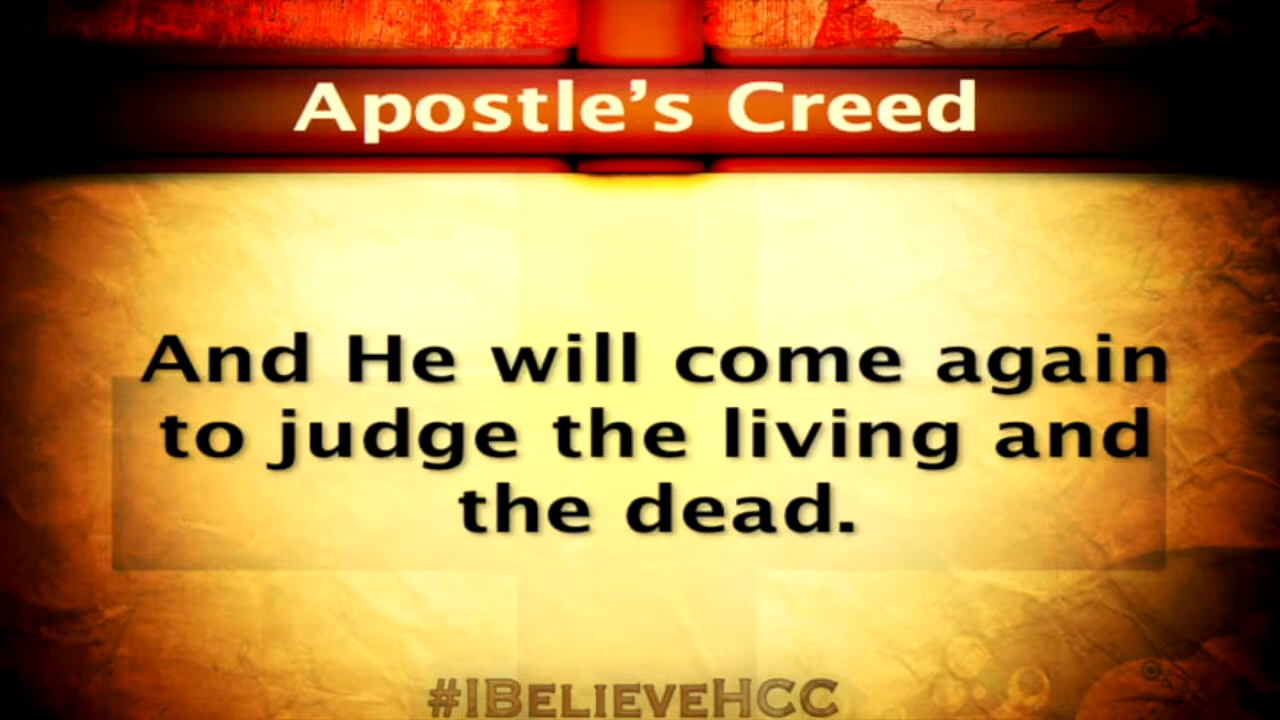 Apostle’s Creed
And He will come again
to judge the living and
the dead.
#IBelieveHCC